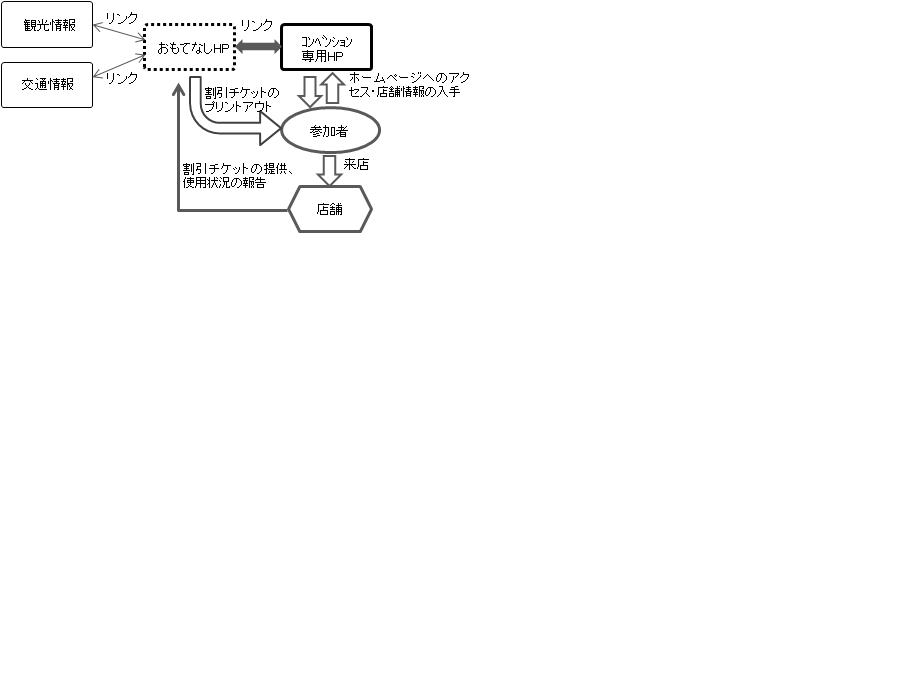 観光情報
リンク
リンク
おもてなしHP
ｺﾝﾍﾞﾝｼｮﾝ
専用HP
交通情報
リンク
割引チケットの
プリントアウト
ホームページへのアク
セス・店舗情報の入手
参加者
割引チケットの提供、
使用状況の報告
来店
店舗